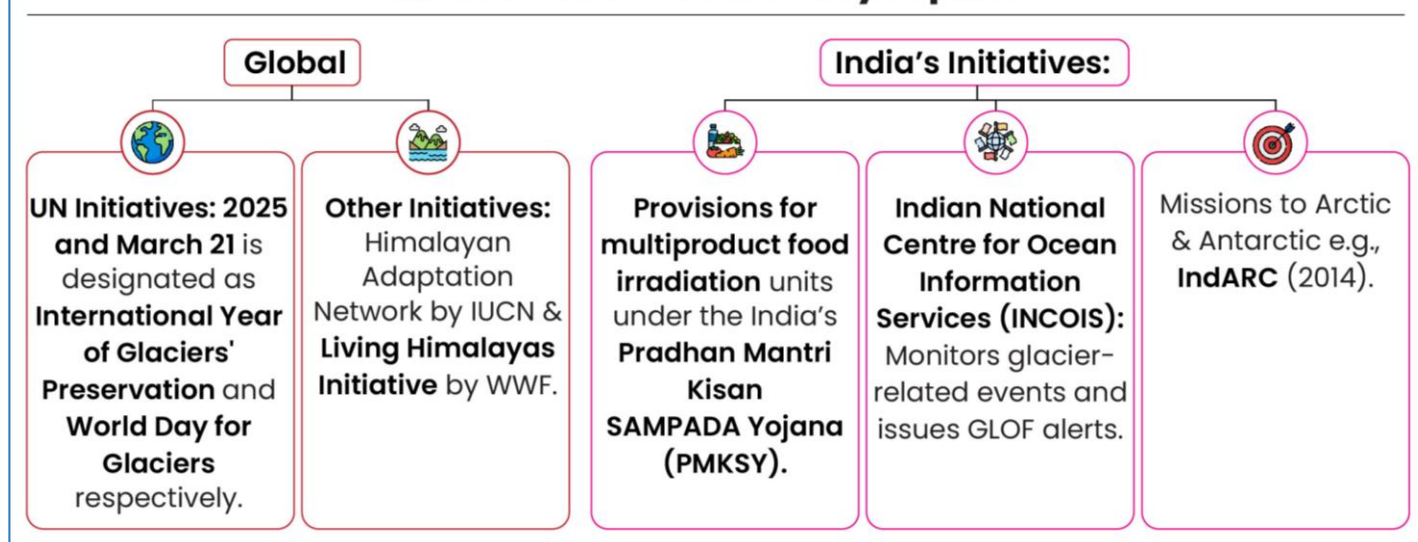 Global
UN Initiatives: 2025
and March 21 is
designated as
International Year
of Glaciers'
Preservation and
World Day for
Glaciers
respectively.
Other Initiatives:
Himalayan
Adaptation
Network by IUCN &
Living Himalayas
Initiative by WWF.
India's Initiatives:
Provisions for
multiproduct food
irradiation units
under the India's
Pradhan Mantri
Kisan
SAMPADA Yojana
(PMKSY).
Indian National
Centre for Ocean
Information
Services (INCOIS):
Monitors glacier-
related events and
issues GLOF alerts.
Missions to Arctic
& Antarctic e.g.,
IndARC (2014).